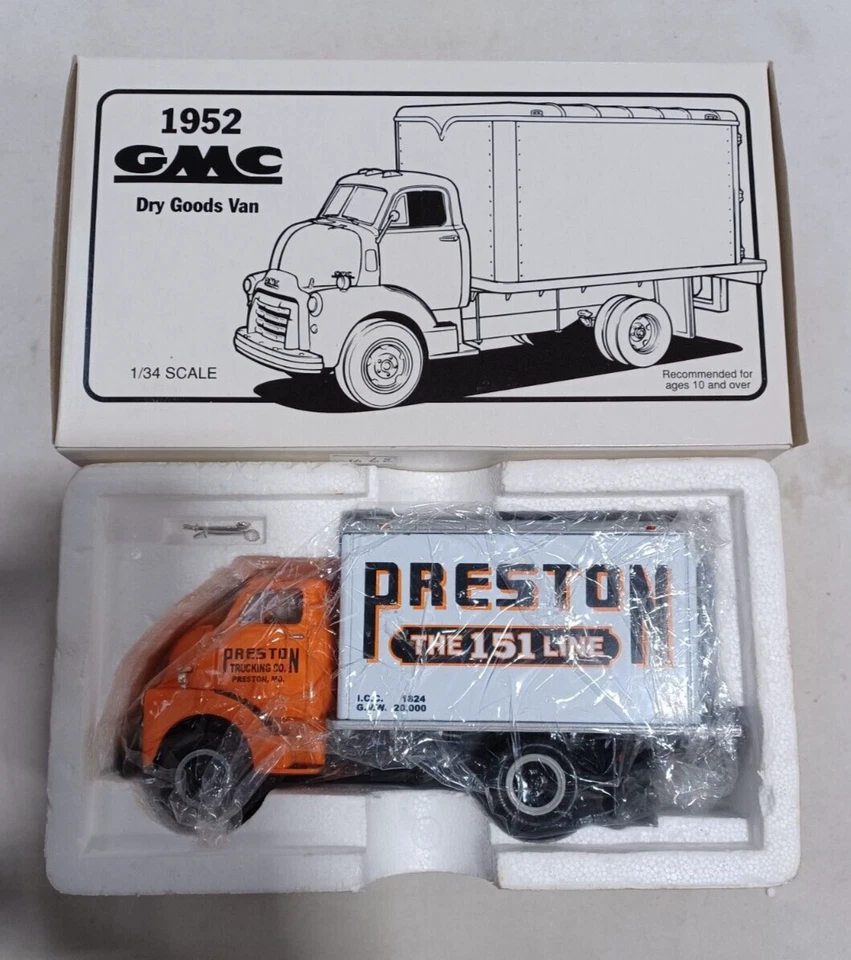 1952
GMC
Dry Goods Van
1/34 SCALE
Recommended for
ages 10 and over
PRESTON
THE 151 LINE
I.C.C. 1824
G.V.W. 20.000
PRESTON
TRUCKING CO.
PRESTON, MD.